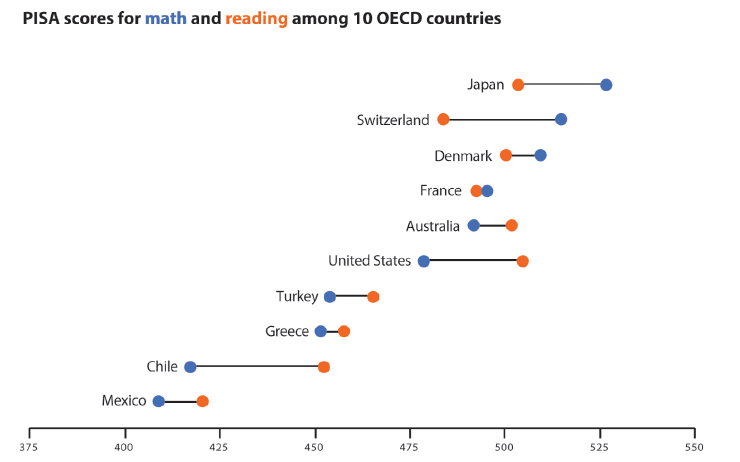 PISA scores for math and reading among 10 OECD countries
Japan
Switzerland
Denmark
France
Australia
United States
Turkey
Greece
Chile
Mexico
375 400 425 450 475 500 525 550